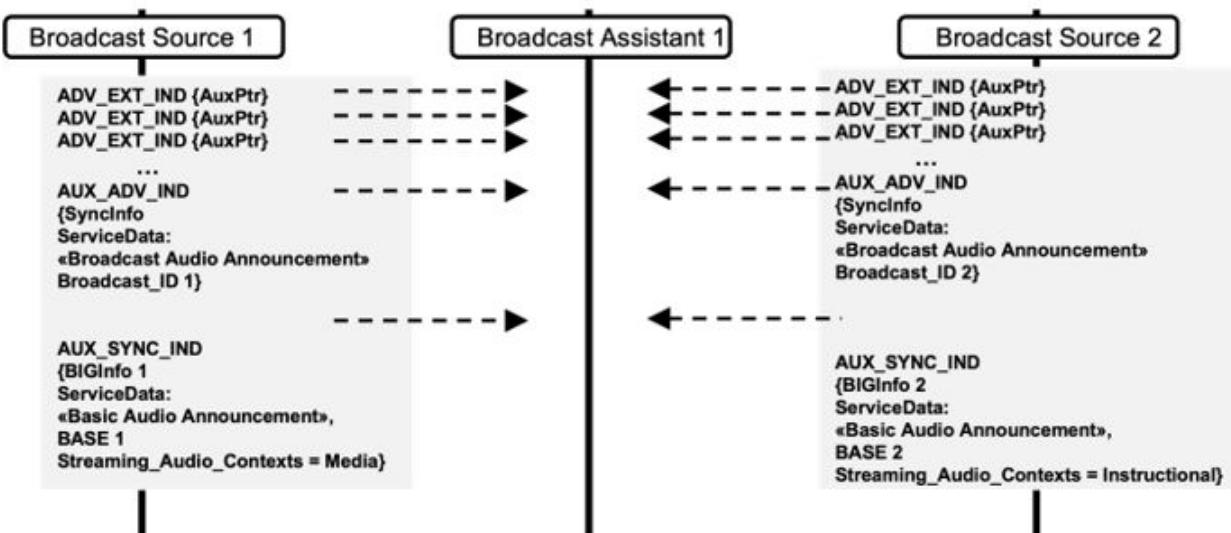 Broadcast Source 1
Broadcast Assistant 1
Broadcast Source 2
ADV_EXT_IND {AuxPtr}
ADV_EXT_IND {AuxPtr}
ADV_EXT_IND {AuxPtr}
...
AUX_ADV_IND
{SyncInfo
ServiceData:
«Broadcast Audio Announcement»
Broadcast_ID 1}
AUX_SYNC_IND
{BIGInfo 1
ServiceData:
«Basic Audio Announcement»,
BASE 1
Streaming_Audio_Contexts = Media}
ADV_EXT_IND {AuxPtr}
ADV_EXT_IND {AuxPtr}
ADV_EXT_IND {AuxPtr}
...
AUX_ADV_IND
{SyncInfo
ServiceData:
«Broadcast Audio Announcement»
Broadcast_ID 2}
AUX_SYNC_IND
{BIGInfo 2
ServiceData:
«Basic Audio Announcement»,
BASE 2
Streaming_Audio_Contexts = Instructional}